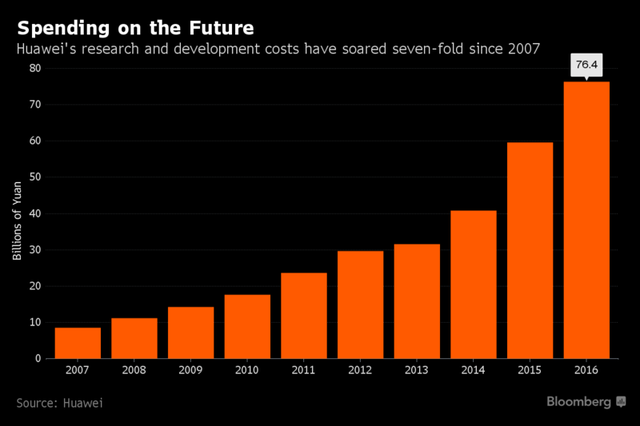 Spending on the Future
Huawei's research and development costs have soared seven-fold since 2007
80
76.4
70
60
50
40
30
20
10
0
Billions of Yuan
2007 2008 2009 2010 2011 2012 2013 2014 2015 2016
Source: Huawei
Bloomberg